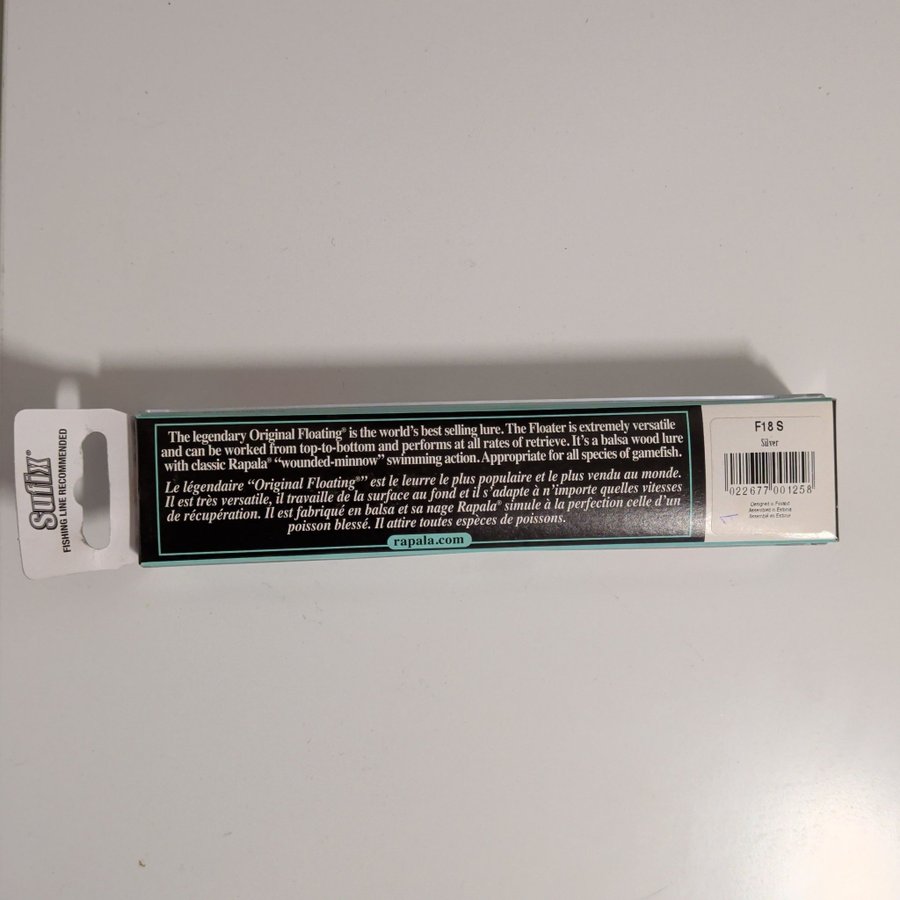 Sufix®
FISHING LINE RECOMMENDED
The legendary Original Floating® is the world's best selling lure. The Floater is extremely versatile
and can be worked from top-to-bottom and performs at all rates of retrieve. It's a balsa wood lure
with classic Rapala® “wounded-minnow” swimming action. Appropriate for all species of gamefish.
Le légendaire “Original Floating®” est le leurre le plus populaire et le plus vendu au monde.
Il est très versatile, il travaille de la surface au fond et il s'adapte à n'importe quelles vitesses
de récupération. Il est fabriqué en balsa et sa nage Rapala® simule à la perfection celle d'un
poisson blessé. Il attire toutes espèces de poissons.
rapala.com
F18 S
Silver
022677 001258
Designed in Finland
Assembled in Estonia
Assemblé en Estonie